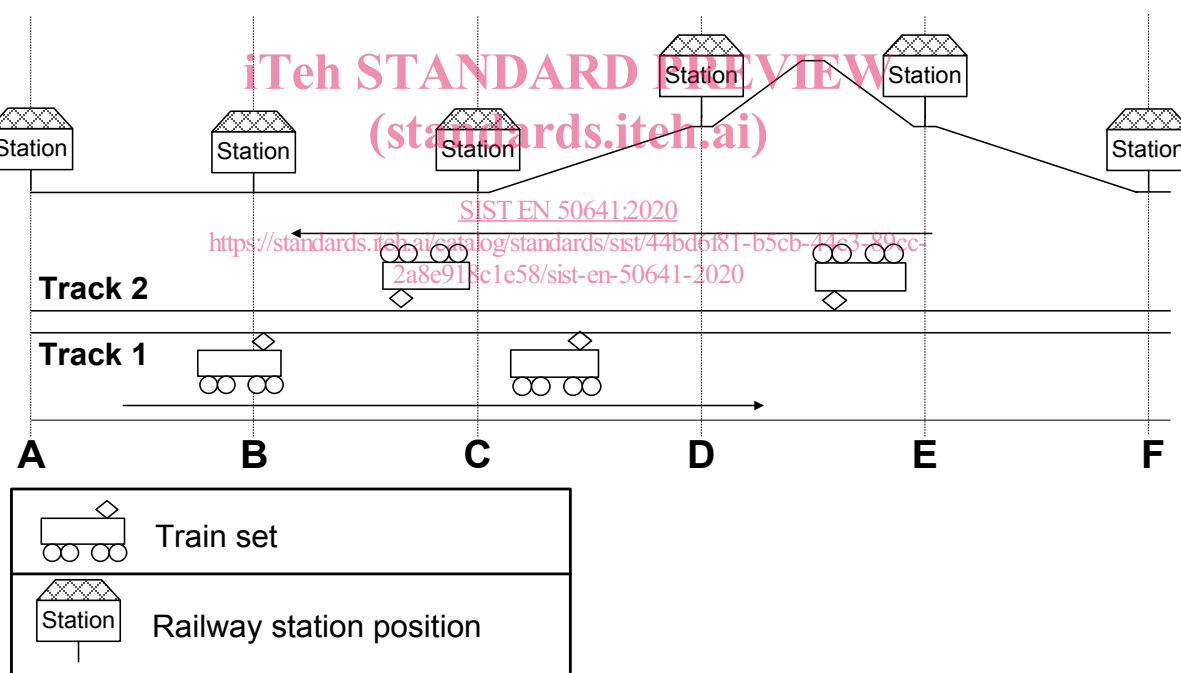 iTeh STANDARD PREVIEW
(standards.iteh.ai)
Station
Station
Station
Station
Station
Station
SIST EN 50641:2020
https://standards.iteh.ai/catalog/standards/sist/44bd6f81-b5cb-44c3-89cc-
2a8e918c1e58/sist-en-50641-2020
Track 2
Track 1
A B C D E F
Train set
Station
Railway station position